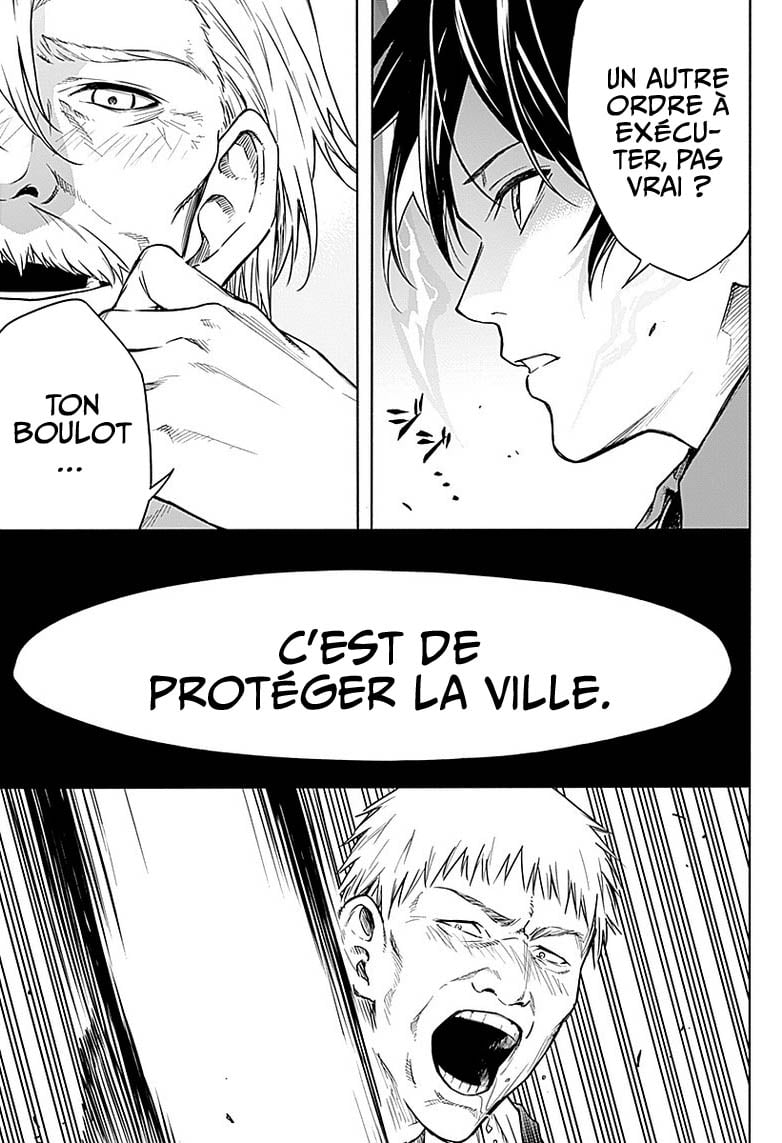 UN AUTRE
ORDRE À
EXÉCU-
TER, PAS
VRAI ?
TON
BOULOT
...
C'EST DE
PROTÉGER LA VILLE.